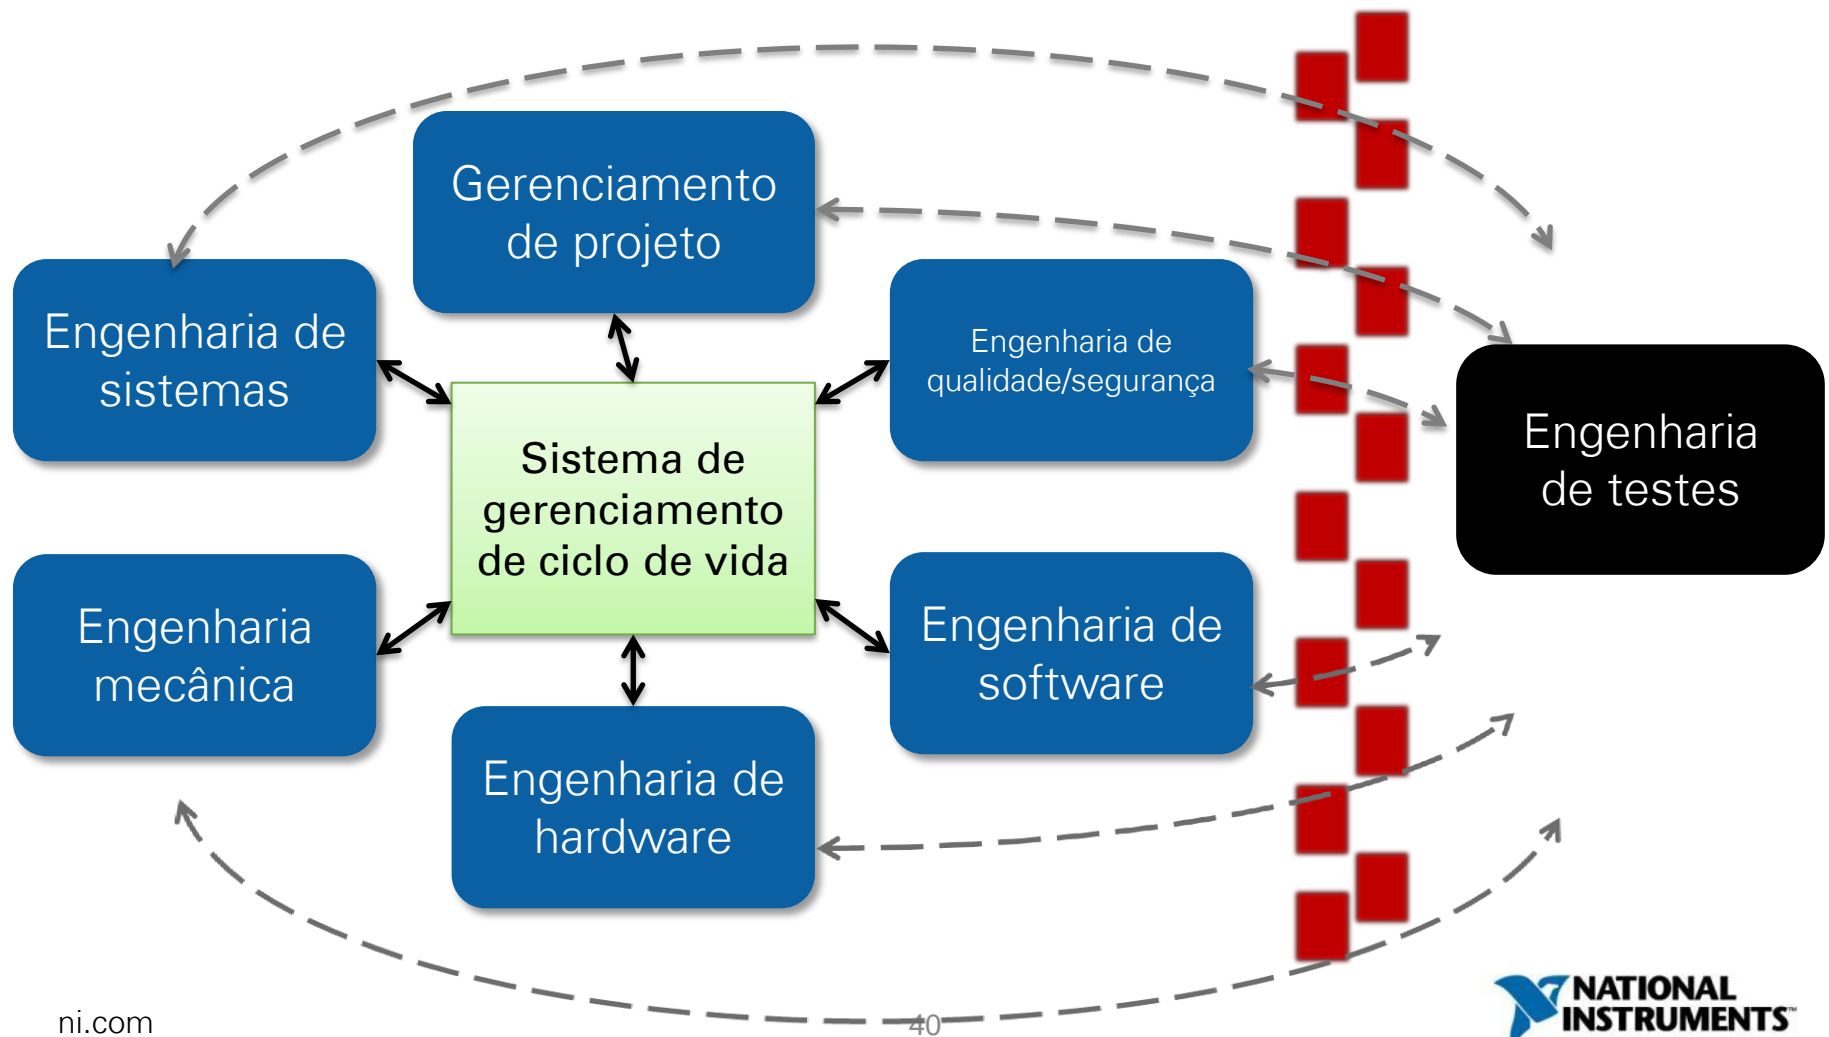 Gerenciamento
de projeto
Engenharia de
sistemas
Engenharia de
qualidade/segurança
Sistema de
gerenciamento
de ciclo de vida
Engenharia
de testes
Engenharia
mecânica
Engenharia de
software
Engenharia de
hardware
ni.com
40
NATIONAL
INSTRUMENTS™